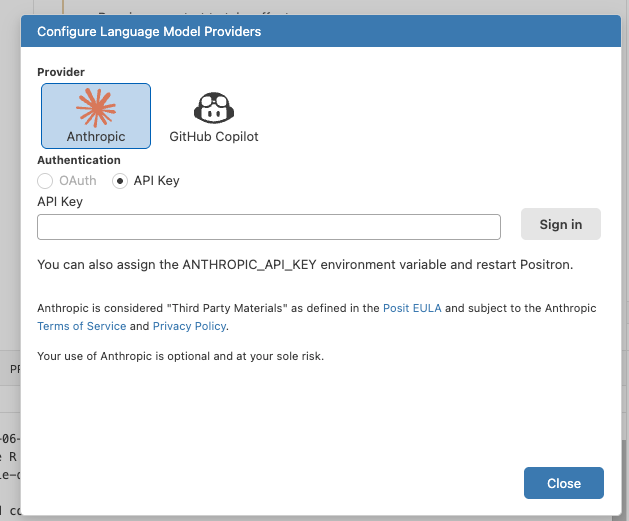 Configure Language Model Providers
Provider
Anthropic
GitHub Copilot
Authentication
OAuth
API Key
API Key
Sign in
You can also assign the ANTHROPIC_API_KEY environment variable and restart Positron.
Anthropic is considered "Third Party Materials" as defined in the Posit EULA and subject to the Anthropic
Terms of Service and Privacy Policy.
Your use of Anthropic is optional and at your sole risk.
-06-
e R
le-c
Close